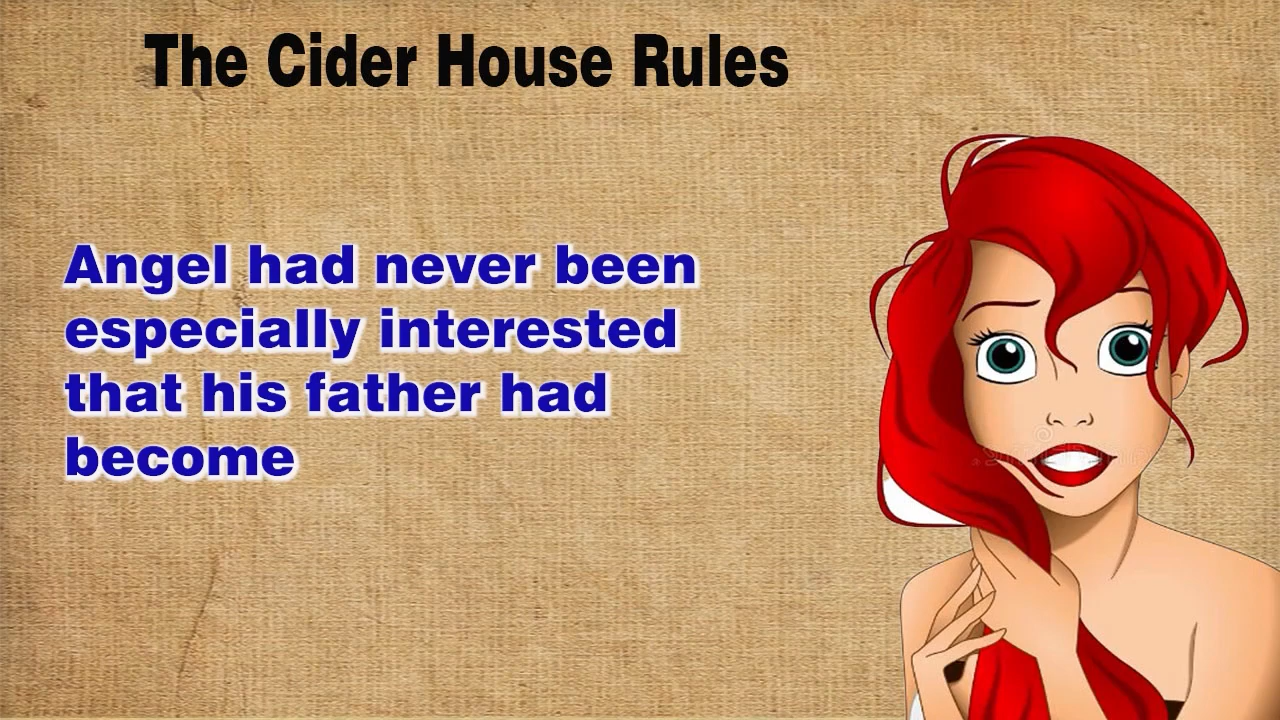 The Cider House Rules
Angel had never been
especially interested
that his father had
become